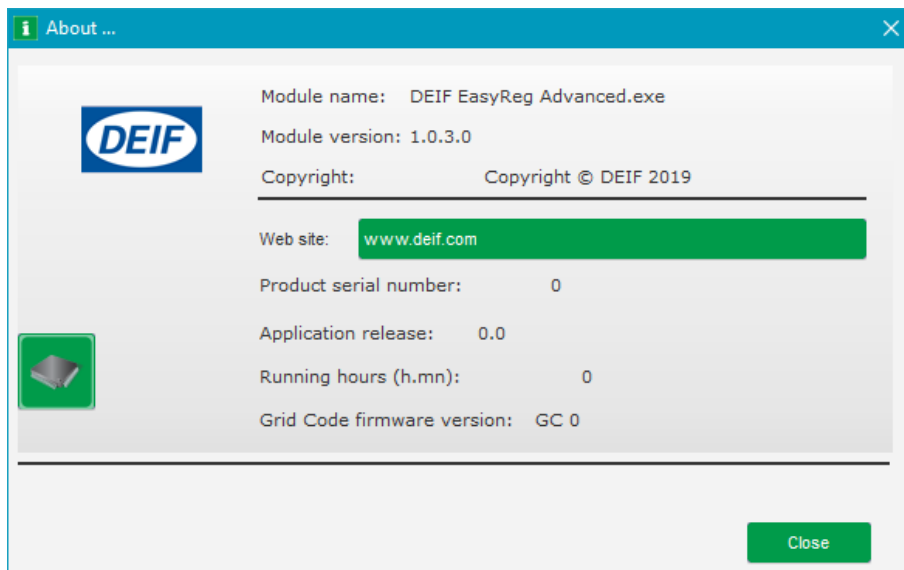 About ...
DEIF
Module name: DEIF EasyReg Advanced.exe
Module version: 1.0.3.0
Copyright: Copyright © DEIF 2019
Web site: www.deif.com
Product serial number: 0
Application release: 0.0
Running hours (h.mn): 0
Grid Code firmware version: GC 0
Close